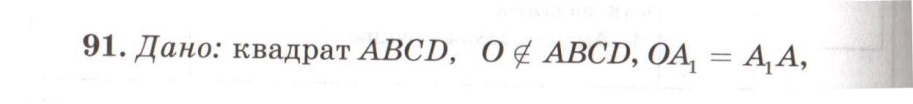 91. Дано: квадрат ABCD, O ∉ ABCD, OA₁ = A₁A,